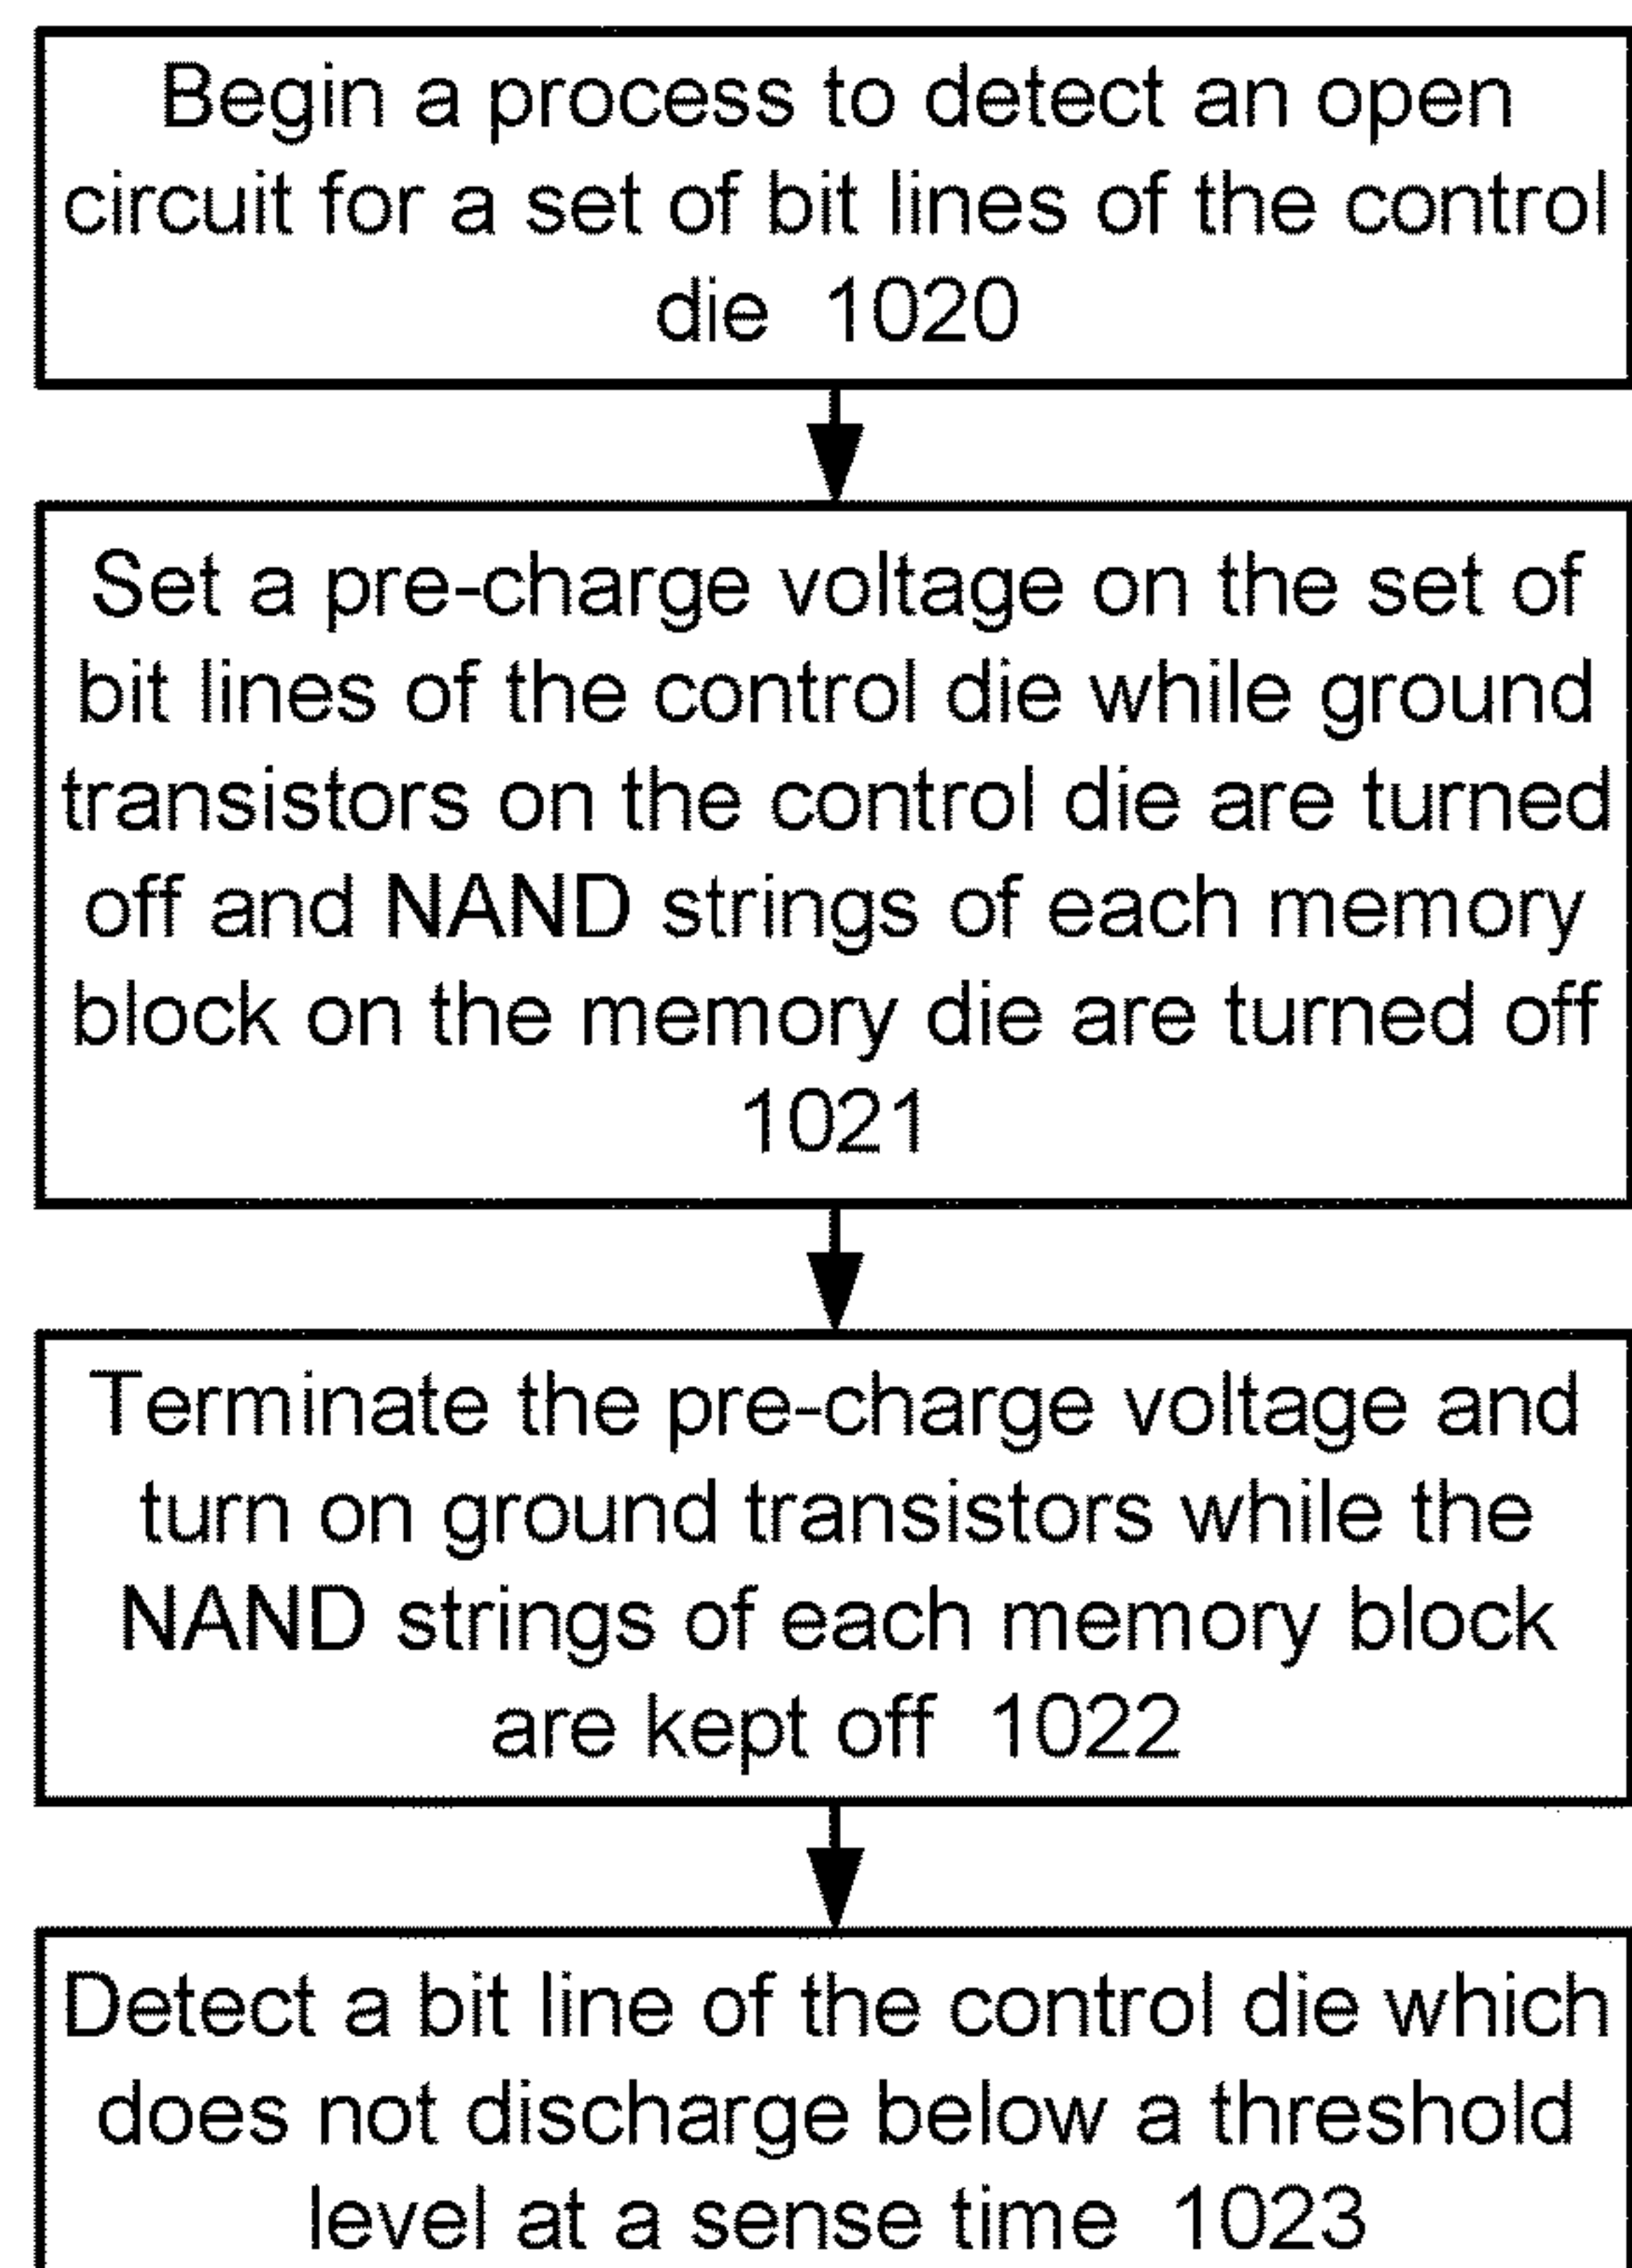 Begin a process to detect an open
circuit for a set of bit lines of the control
die 1020
Set a pre-charge voltage on the set of
bit lines of the control die while ground
transistors on the control die are turned
off and NAND strings of each memory
block on the memory die are turned off
1021
Terminate the pre-charge voltage and
turn on ground transistors while the
NAND strings of each memory block
are kept off 1022
Detect a bit line of the control die which
does not discharge below a threshold
level at a sense time 1023